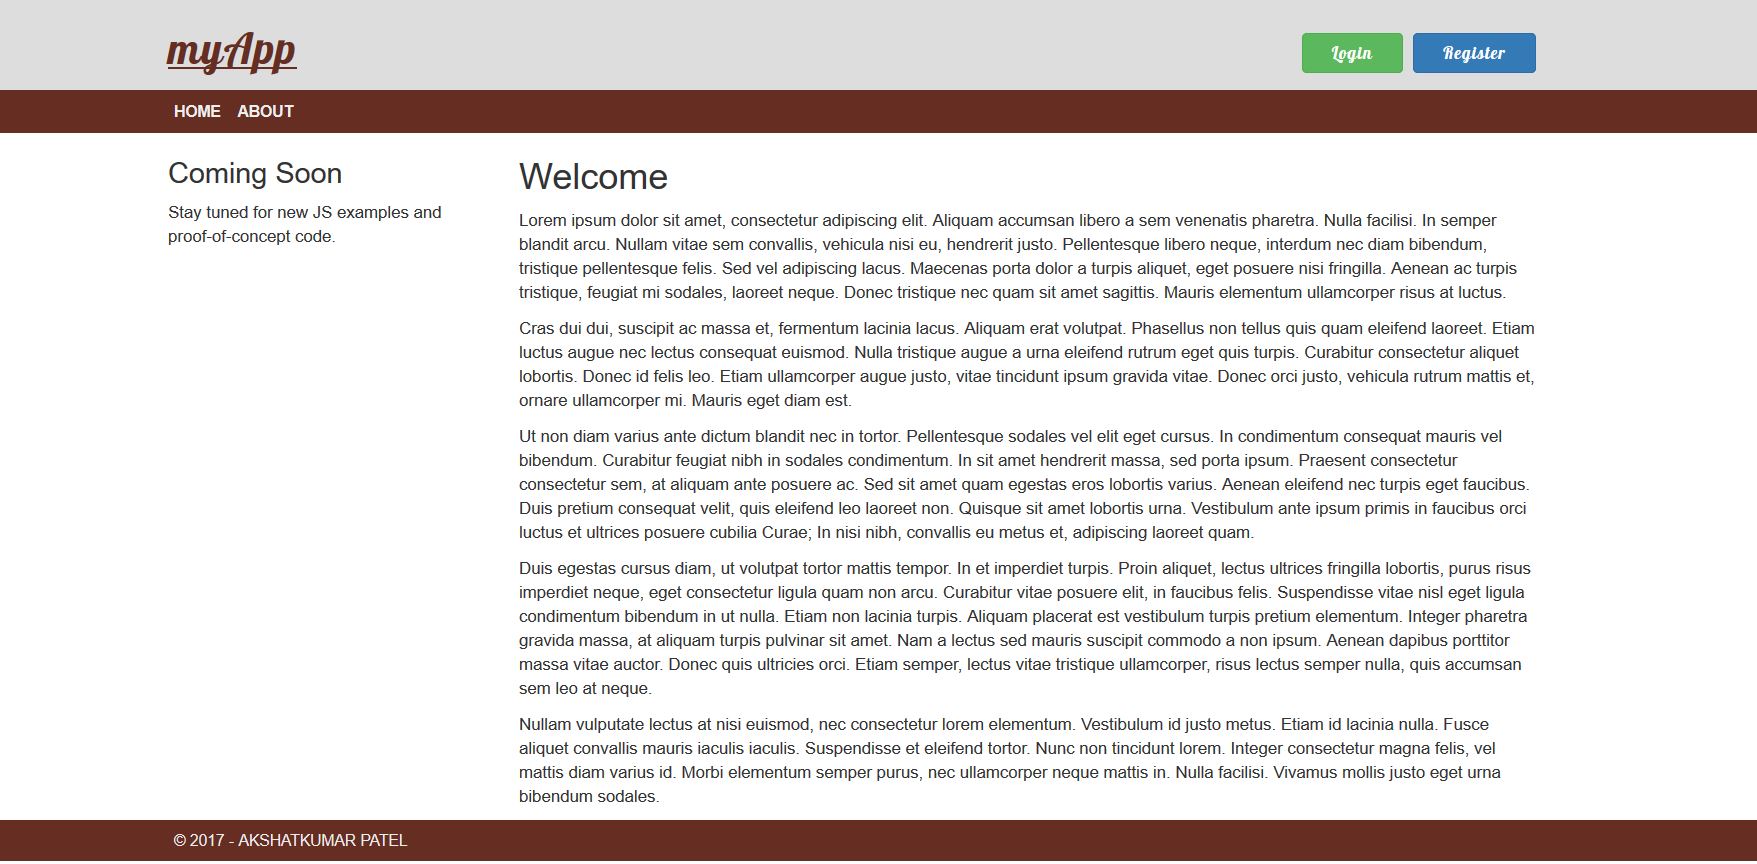 myApp
Login Register
HOME ABOUT
Coming Soon
Stay tuned for new JS examples and
proof-of-concept code.
Welcome
Lorem ipsum dolor sit amet, consectetur adipiscing elit. Aliquam accumsan libero a sem venenatis pharetra. Nulla facilisi. In semper
blandit arcu. Nullam vitae sem convallis, vehicula nisi eu, hendrerit justo. Pellentesque libero neque, interdum nec diam bibendum,
tristique pellentesque felis. Sed vel adipiscing lacus. Maecenas porta dolor a turpis aliquet, eget posuere nisi fringilla. Aenean ac turpis
tristique, feugiat mi sodales, laoreet neque. Donec tristique nec quam sit amet sagittis. Mauris elementum ullamcorper risus at luctus.
Cras dui dui, suscipit ac massa et, fermentum lacinia lacus. Aliquam erat volutpat. Phasellus non tellus quis quam eleifend laoreet. Etiam
luctus augue nec lectus consequat euismod. Nulla tristique augue a urna eleifend rutrum eget quis turpis. Curabitur consectetur aliquet
lobortis. Donec id felis leo. Etiam ullamcorper augue justo, vitae tincidunt ipsum gravida vitae. Donec orci justo, vehicula rutrum mattis et,
ornare ullamcorper mi. Mauris eget diam est.
Ut non diam varius ante dictum blandit nec in tortor. Pellentesque sodales vel elit eget cursus. In condimentum consequat mauris vel
bibendum. Curabitur feugiat nibh in sodales condimentum. In sit amet hendrerit massa, sed porta ipsum. Praesent consectetur
consectetur sem, at aliquam ante posuere ac. Sed sit amet quam egestas eros lobortis varius. Aenean eleifend nec turpis eget faucibus.
Duis pretium consequat velit, quis eleifend leo laoreet non. Quisque sit amet lobortis urna. Vestibulum ante ipsum primis in faucibus orci
luctus et ultrices posuere cubilia Curae; In nisi nibh, convallis eu metus et, adipiscing laoreet quam.
Duis egestas cursus diam, ut volutpat tortor mattis tempor. In et imperdiet turpis. Proin aliquet, lectus ultrices fringilla lobortis, purus risus
imperdiet neque, eget consectetur ligula quam non arcu. Curabitur vitae posuere elit, in faucibus felis. Suspendisse vitae nisl eget ligula
condimentum bibendum in ut nulla. Etiam non lacinia turpis. Aliquam placerat est vestibulum turpis pretium elementum. Integer pharetra
gravida massa, at aliquam turpis pulvinar sit amet. Nam a lectus sed mauris suscipit commodo a non ipsum. Aenean dapibus porttitor
massa vitae auctor. Donec quis ultricies orci. Etiam semper, lectus vitae tristique ullamcorper, risus lectus semper nulla, quis accumsan
sem leo at neque.
Nullam vulputate lectus at nisi euismod, nec consectetur lorem elementum. Vestibulum id justo metus. Etiam id lacinia nulla. Fusce
aliquet convallis mauris iaculis iaculis. Suspendisse et eleifend tortor. Nunc non tincidunt lorem. Integer consectetur magna felis, vel
mattis diam varius id. Morbi elementum semper purus, nec ullamcorper neque mattis in. Nulla facilisi. Vivamus mollis justo eget urna
bibendum sodales.
© 2017 - AKSHATKUMAR PATEL